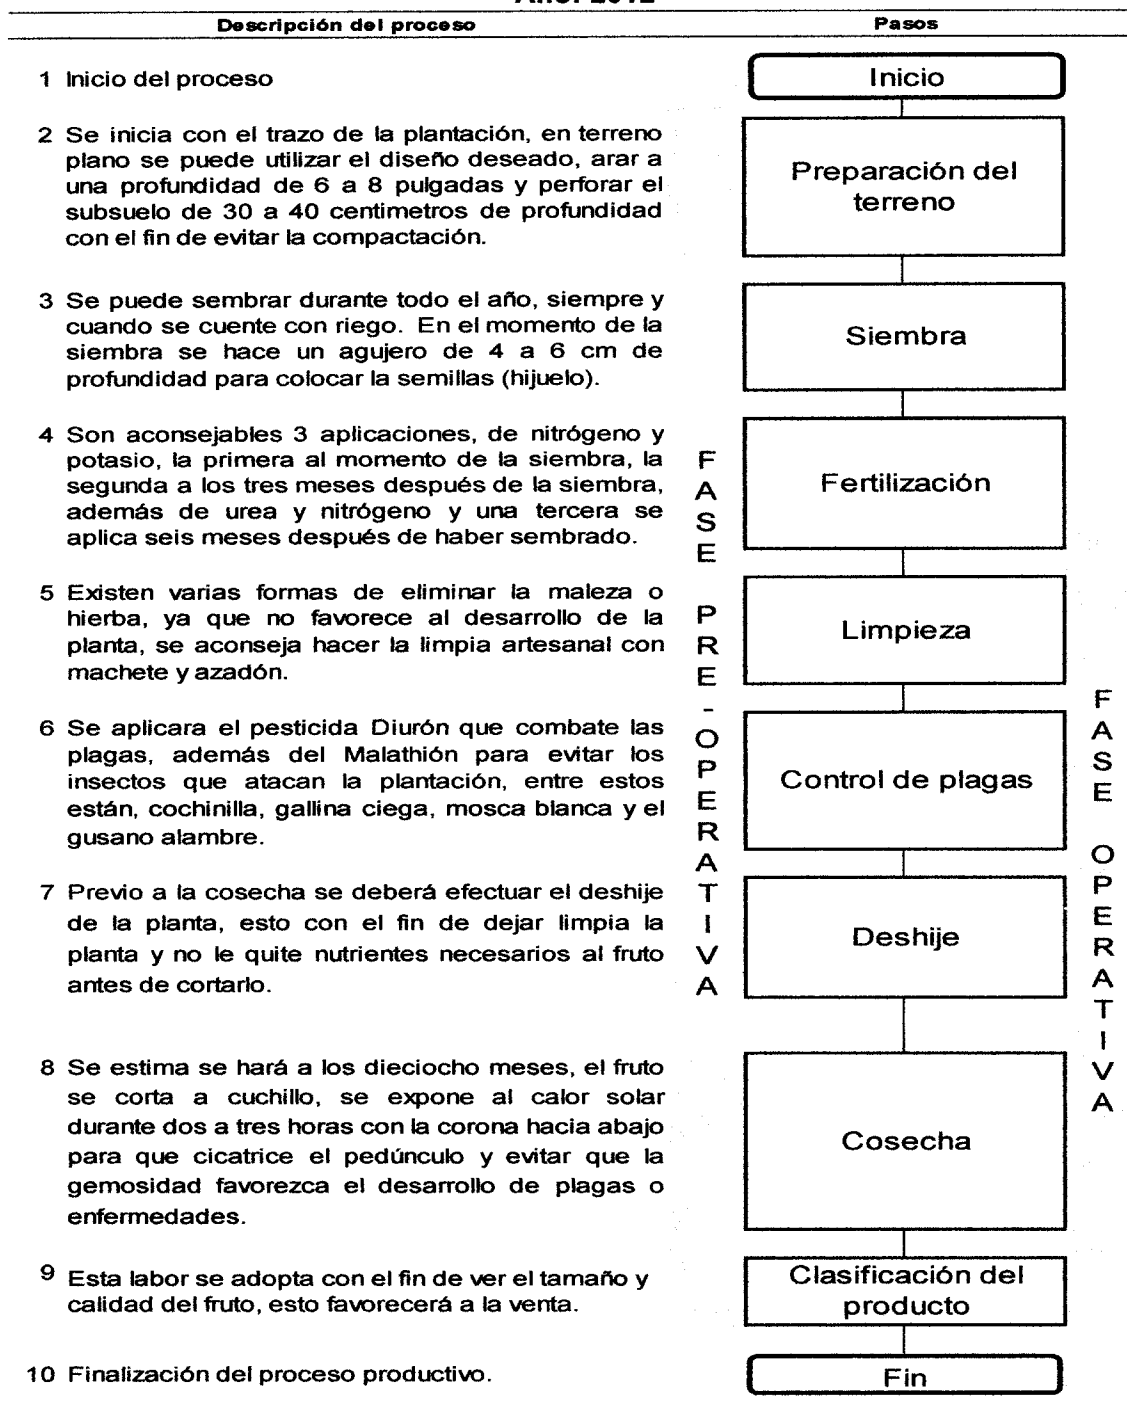 Descripción del proceso
Pasos
1 Inicio del proceso
Inicio
2 Se inicia con el trazo de la plantación, en terreno
plano se puede utilizar el diseño deseado, arar a
una profundidad de 6 a 8 pulgadas y perforar el
subsuelo de 30 a 40 centimetros de profundidad
con el fin de evitar la compactación.
Preparación del
terreno
3 Se puede sembrar durante todo el año, siempre y
cuando se cuente con riego. En el momento de la
siembra se hace un agujero de 4 a 6 cm de
profundidad para colocar la semillas (hijuelo).
Siembra
4 Son aconsejables 3 aplicaciones, de nitrógeno y
potasio, la primera al momento de la siembra, la
segunda a los tres meses después de la siembra,
además de urea y nitrógeno y una tercera se
aplica seis meses después de haber sembrado.
Fertilización
5 Existen varias formas de eliminar la maleza o
hierba, ya que no favorece al desarrollo de la
planta, se aconseja hacer la limpia artesanal con
machete y azadón.
Limpieza
6 Se aplicara el pesticida Diurón que combate las
plagas, además del Malathión para evitar los
insectos que atacan la plantación, entre estos
están, cochinilla, gallina ciega, mosca blanca y el
gusano alambre.
Control de plagas
7 Previo a la cosecha se deberá efectuar el deshije
de la planta, esto con el fin de dejar limpia la
planta y no le quite nutrientes necesarios al fruto
antes de cortarlo.
Deshije
8 Se estima se hará a los dieciocho meses, el fruto
se corta a cuchillo, se expone al calor solar
durante dos a tres horas con la corona hacia abajo
para que cicatrice el pedúnculo y evitar que la
gemosidad favorezca el desarrollo de plagas o
enfermedades.
Cosecha
9 Esta labor se adopta con el fin de ver el tamaño y
calidad del fruto, esto favorecerá a la venta.
Clasificación del
producto
10 Finalización del proceso productivo.
Fin
FASE PRE-OPERATIVA
FASE OPERATIVA